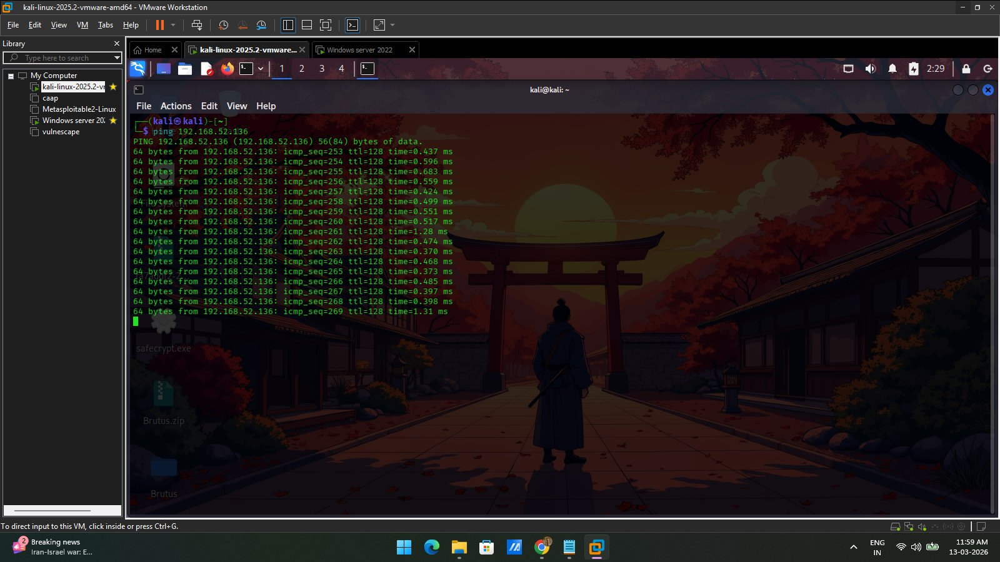 kali-linux-2025.2-vmware-amd64 - VMware Workstation
File Edit View VM Tabs Help
Library
Type here to search
My Computer
kali-linux-2025.2-vr
caap
Metasploitable2-Linux
Windows server 202
vulnescape
Home
kali-linux-2025.2-vmware...
Windows server 2022
1 2 3 4
2:29
kali@kali: ~
File Actions Edit View Help
┌──(kali㉿kali)-[~]
└─$ ping 192.168.52.136
PING 192.168.52.136 (192.168.52.136) 56(84) bytes of data.
64 bytes from 192.168.52.136: icmp_seq=253 ttl=128 time=0.437 ms
64 bytes from 192.168.52.136: icmp_seq=254 ttl=128 time=0.596 ms
64 bytes from 192.168.52.136: icmp_seq=255 ttl=128 time=0.683 ms
64 bytes from 192.168.52.136: icmp_seq=256 ttl=128 time=0.559 ms
64 bytes from 192.168.52.136: icmp_seq=257 ttl=128 time=0.424 ms
64 bytes from 192.168.52.136: icmp_seq=258 ttl=128 time=0.499 ms
64 bytes from 192.168.52.136: icmp_seq=259 ttl=128 time=0.551 ms
64 bytes from 192.168.52.136: icmp_seq=260 ttl=128 time=0.517 ms
64 bytes from 192.168.52.136: icmp_seq=261 ttl=128 time=1.28 ms
64 bytes from 192.168.52.136: icmp_seq=262 ttl=128 time=0.474 ms
64 bytes from 192.168.52.136: icmp_seq=263 ttl=128 time=0.370 ms
64 bytes from 192.168.52.136: icmp_seq=264 ttl=128 time=0.468 ms
64 bytes from 192.168.52.136: icmp_seq=265 ttl=128 time=0.373 ms
64 bytes from 192.168.52.136: icmp_seq=266 ttl=128 time=0.485 ms
64 bytes from 192.168.52.136: icmp_seq=267 ttl=128 time=0.397 ms
64 bytes from 192.168.52.136: icmp_seq=268 ttl=128 time=0.398 ms
64 bytes from 192.168.52.136: icmp_seq=269 ttl=128 time=1.31 ms
File System
safecrypt.exe
Brutus.zip
Brutus
To direct input to this VM, click inside or press Ctrl+G.
2
Breaking news
Iran-Israel war: E...
ENG
IN
11:59 AM
13-03-2026